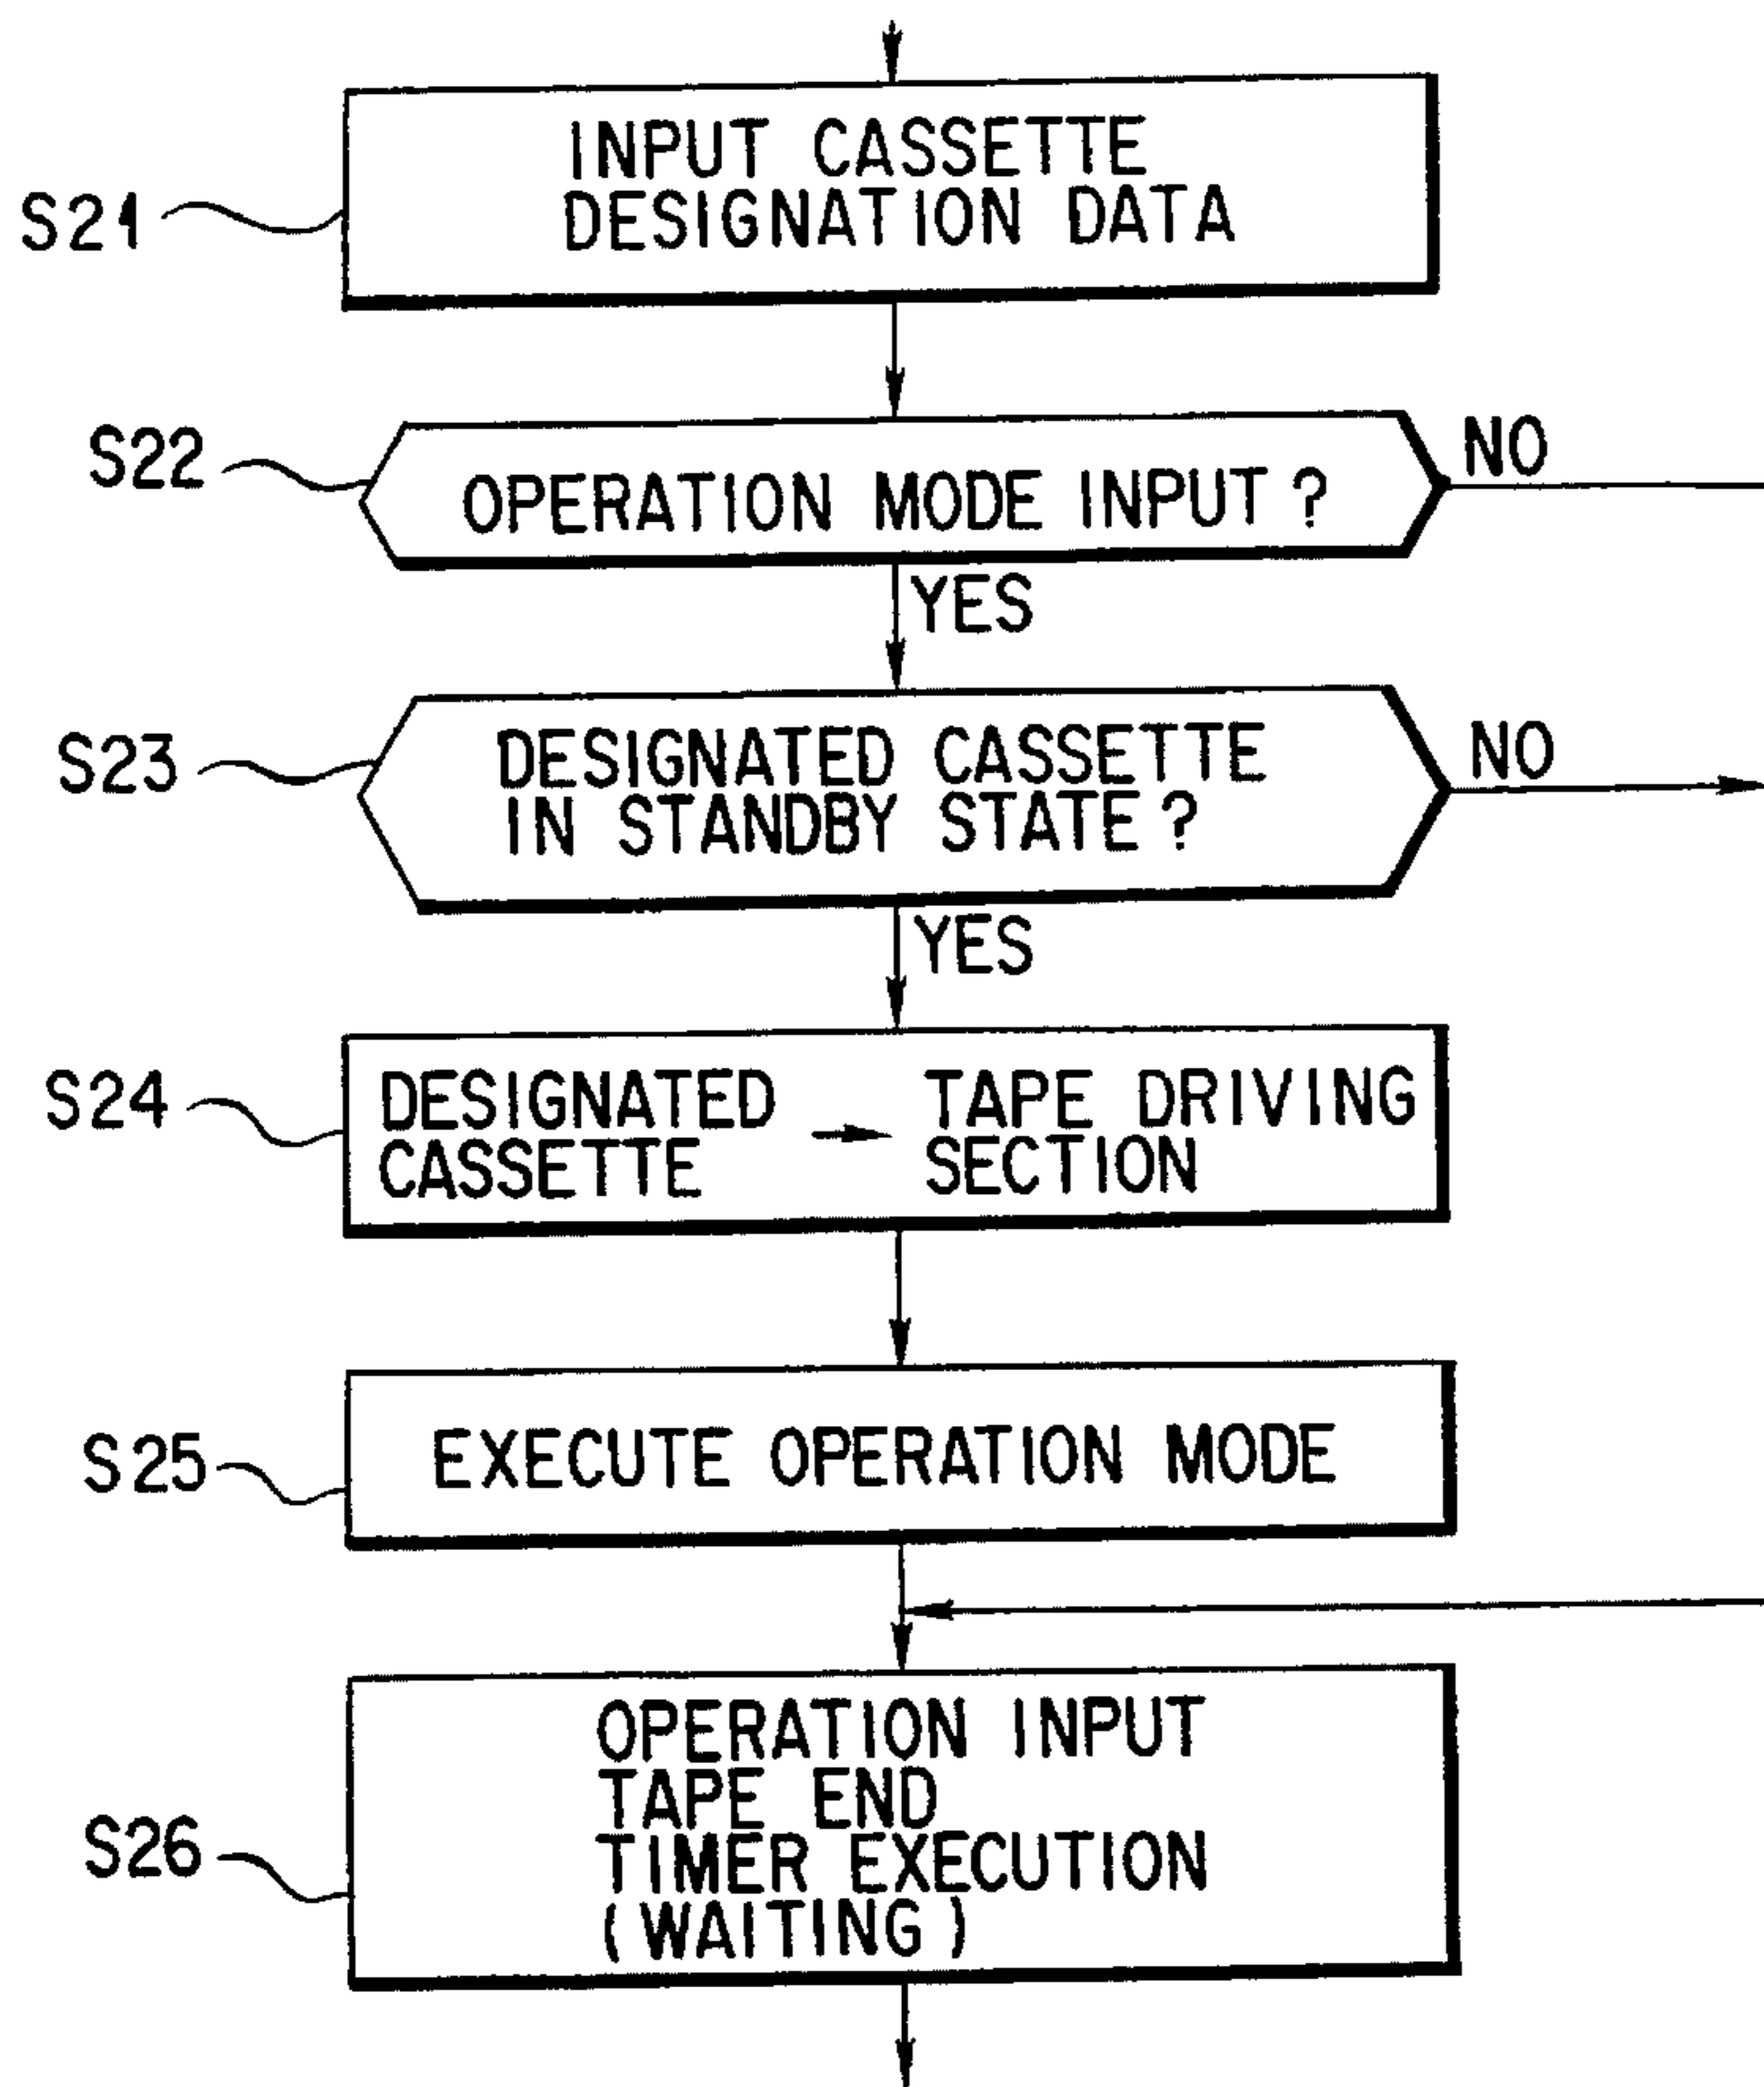 S21
INPUT CASSETTE
DESIGNATION DATA
S22
OPERATION MODE INPUT?
NO
YES
S23
DESIGNATED CASSETTE
IN STANDBY STATE?
NO
YES
S24
DESIGNATED
CASSETTE
TAPE DRIVING
SECTION
S25
EXECUTE OPERATION MODE
S26
OPERATION INPUT
TAPE END
TIMER EXECUTION
(WAITING)